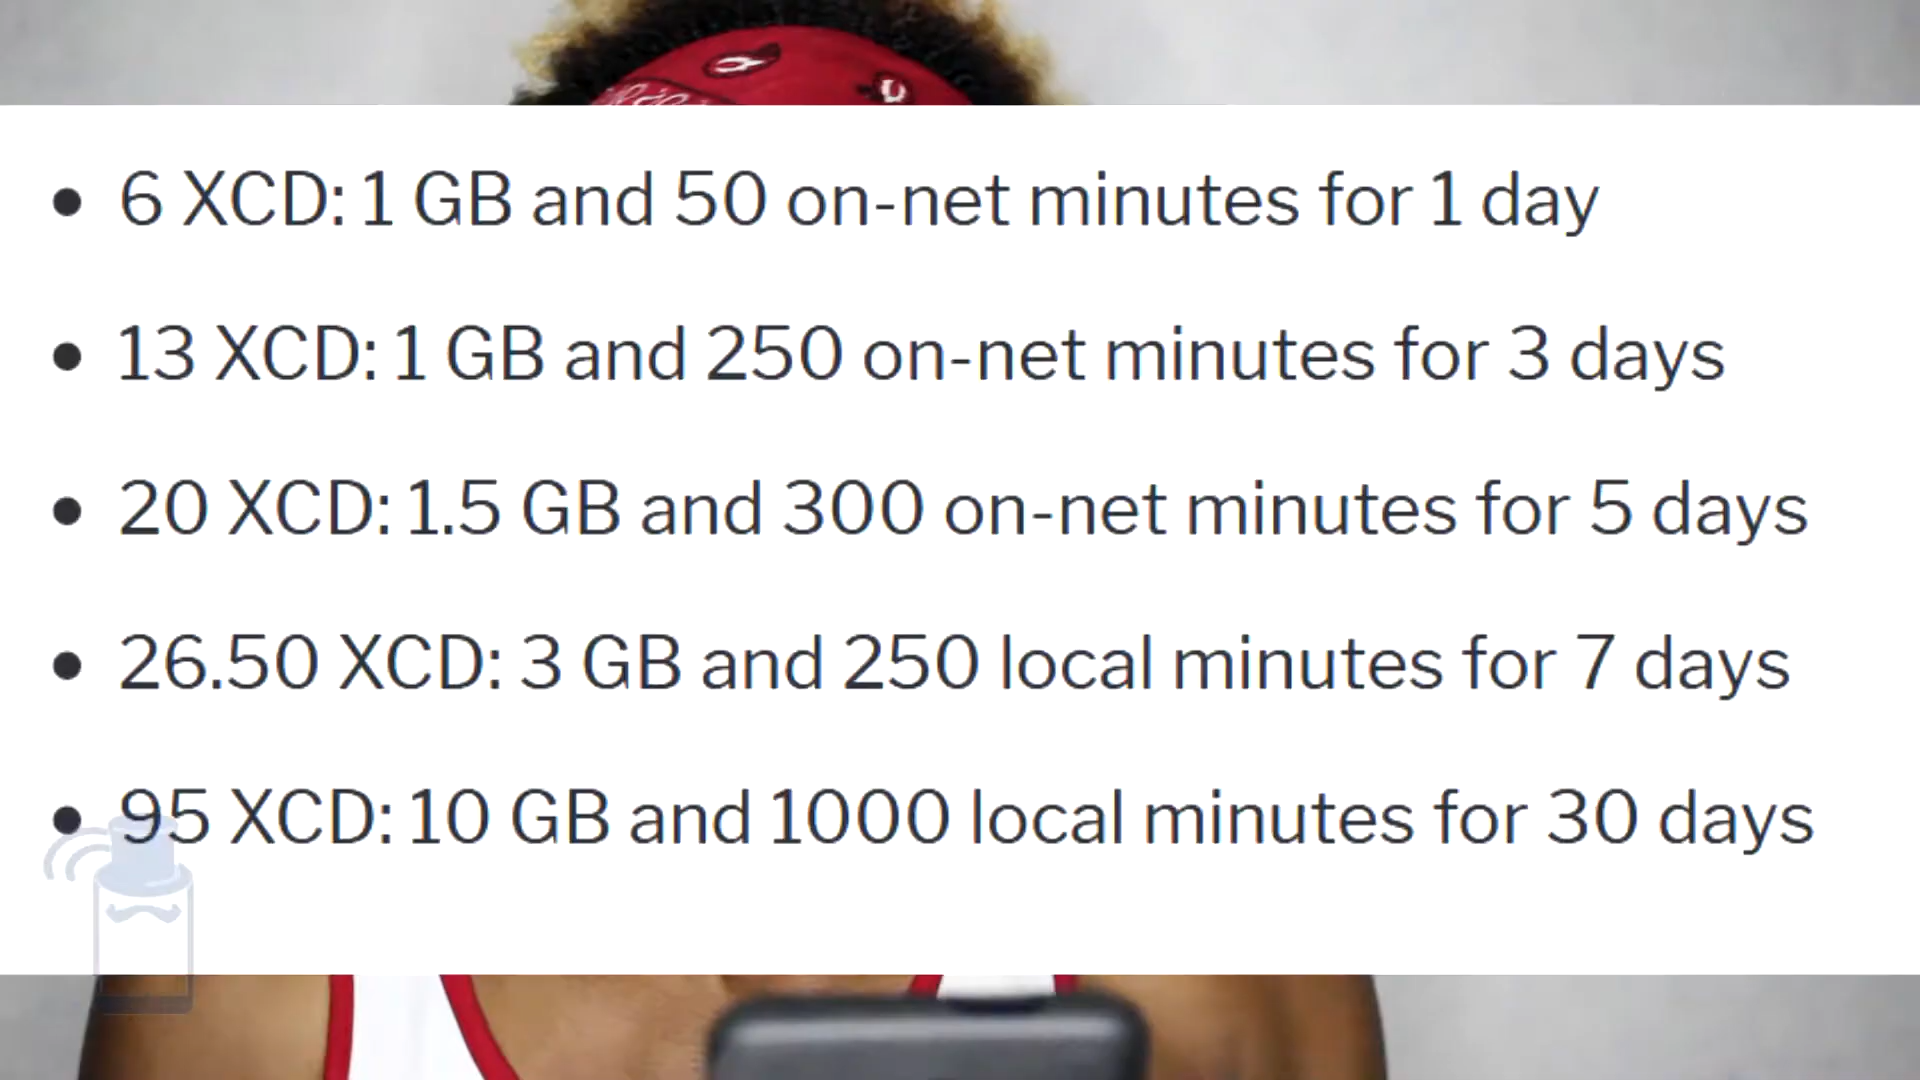 • 6 XCD: 1 GB and 50 on-net minutes for 1 day
• 13 XCD: 1 GB and 250 on-net minutes for 3 days
• 20 XCD: 1.5 GB and 300 on-net minutes for 5 days
• 26.50 XCD: 3 GB and 250 local minutes for 7 days
• 95 XCD: 10 GB and 1000 local minutes for 30 days